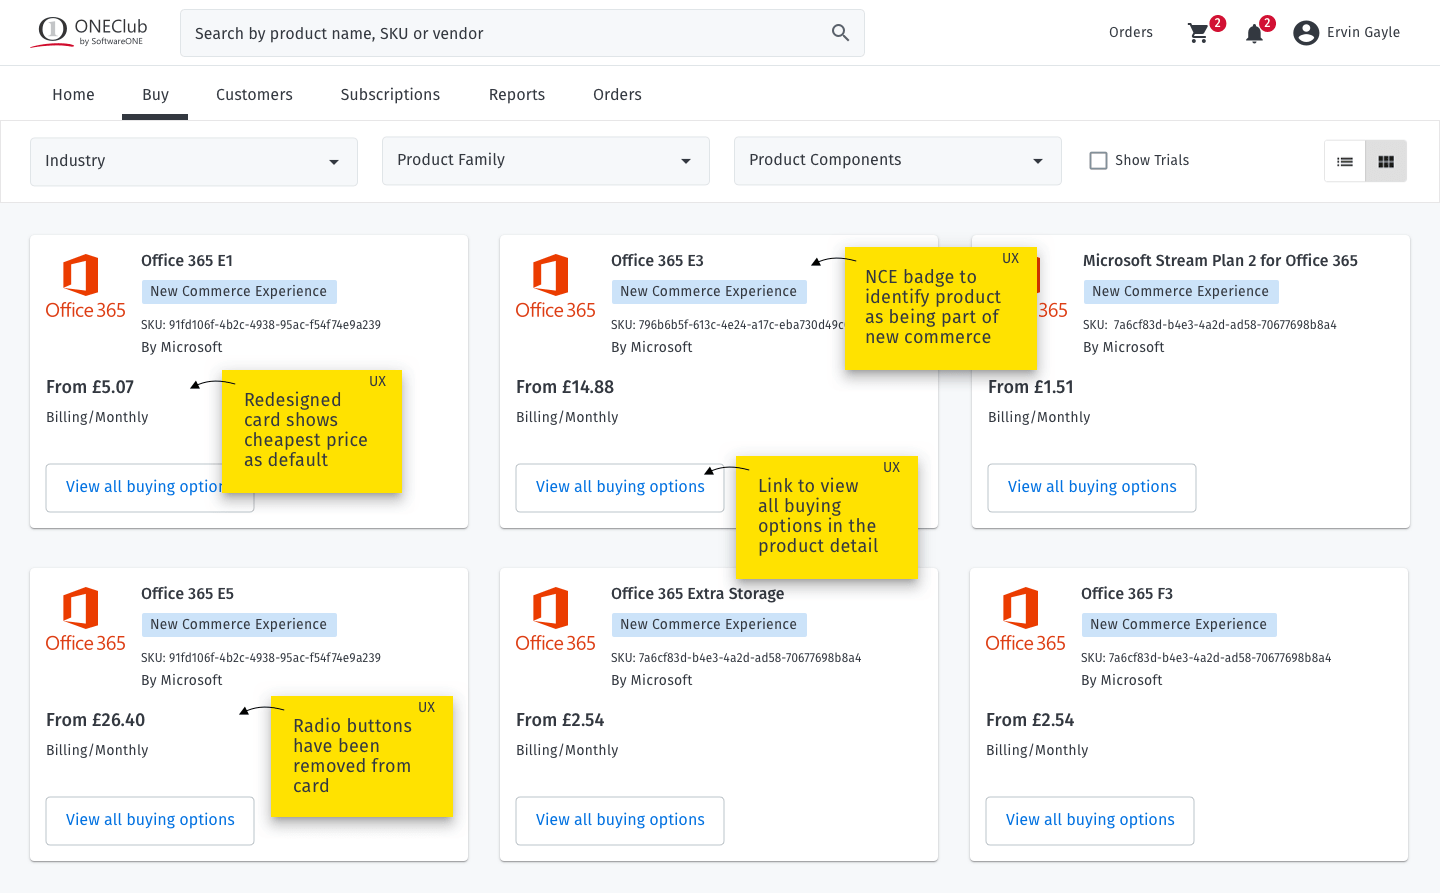 ONEClub
by SoftwareONE
Search by product name, SKU or vendor
Orders
2
2
Ervin Gayle
Home
Buy
Customers
Subscriptions
Reports
Orders
Industry
Product Family
Product Components
Show Trials
Office 365
Office 365 E1
New Commerce Experience
SKU: 91fd106f-4b2c-4938-95ac-f54f74e9a239
By Microsoft
From £5.07
Billing/Monthly
View all buying option
UX
Redesigned
card shows
cheapest price
as default
Office 365
Office 365 E3
New Commerce Experience
SKU: 796b6b5f-613c-4e24-a17c-eba730d49c
By Microsoft
From £14.88
Billing/Monthly
View all buying options
UX
NCE badge to
identify product
as being part of
new commerce
UX
Link to view
all buying
options in the
product detail
365
Microsoft Stream Plan 2 for Office 365
New Commerce Experience
SKU: 7a6cf83d-b4e3-4a2d-ad58-70677698b8a4
By Microsoft
From £1.51
Billing/Monthly
View all buying options
Office 365
Office 365 E5
New Commerce Experience
SKU: 91fd106f-4b2c-4938-95ac-f54f74e9a239
By Microsoft
From £26.40
Billing/Monthly
View all buying options
UX
Radio buttons
have been
removed from
card
Office 365
Office 365 Extra Storage
New Commerce Experience
SKU: 7a6cf83d-b4e3-4a2d-ad58-70677698b8a4
By Microsoft
From £2.54
Billing/Monthly
View all buying options
Office 365
Office 365 F3
New Commerce Experience
SKU: 7a6cf83d-b4e3-4a2d-ad58-70677698b8a4
By Microsoft
From £2.54
Billing/Monthly
View all buying options